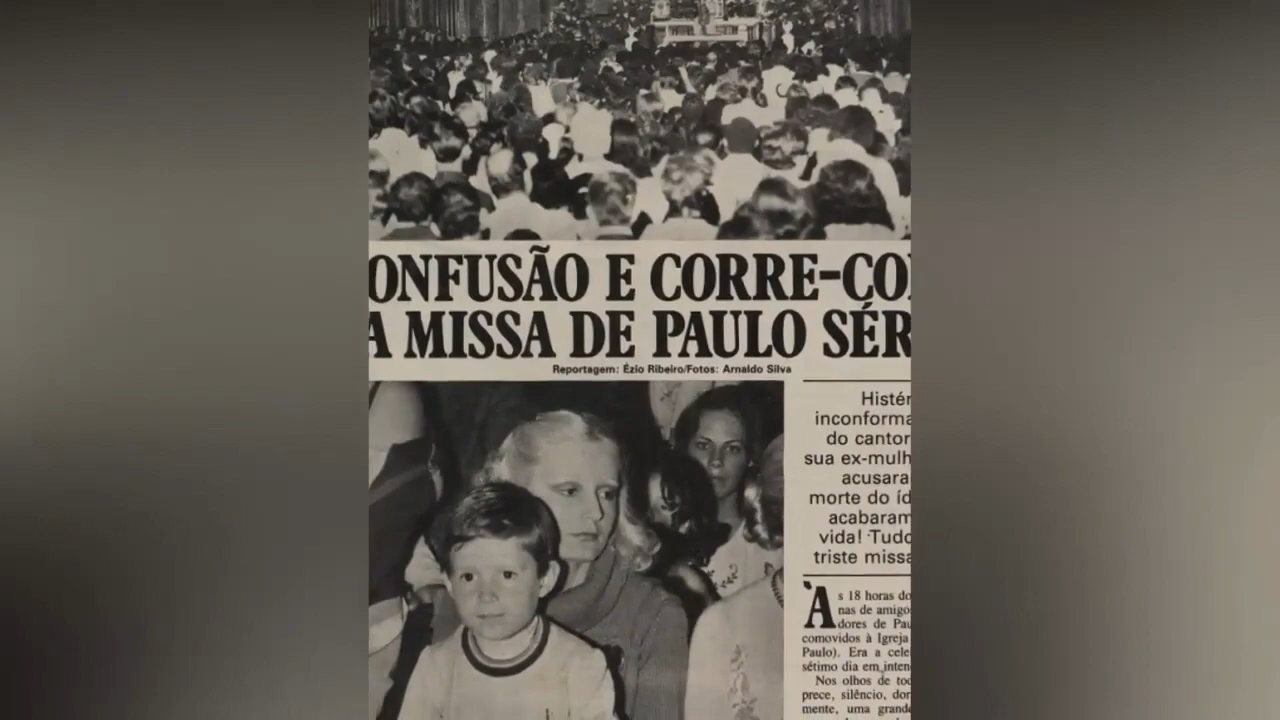 ONFUSÃO E CORRE-CO
A MISSA DE PAULO SÉR
Reportagem: Ézio Ribeiro/Fotos: Arnaldo Silva
Histér
inconforma
do cantor
sua ex-mulh
acusara
morte do íd
acabaram
vida! Tudo
triste missa
Às 18 horas do
nas de amigo
dores de Pau
comovidos à Igreja
Paulo). Era a cele
sétimo dia em inten
Nos olhos de tod
prece, silêncio, dor
mente, uma grande